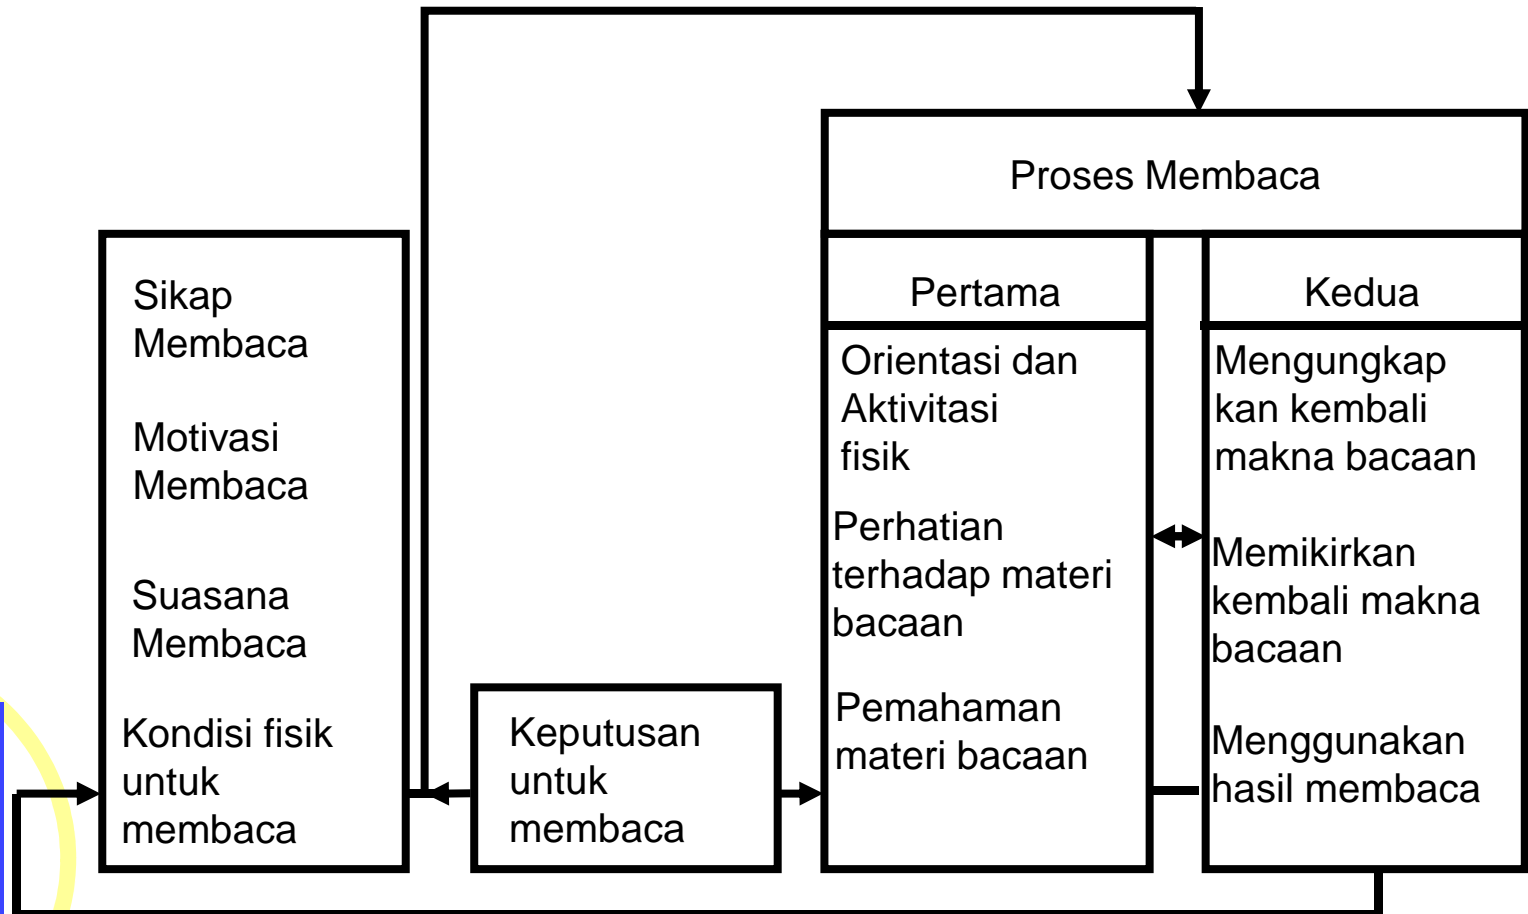 Proses Membaca
Sikap
Membaca
Motivasi
Membaca
Suasana
Membaca
Kondisi fisik
untuk
membaca
Keputusan
untuk
membaca
Pertama
Orientasi dan
Aktivitasi
fisik
Perhatian
terhadap materi
bacaan
Pemahaman
materi bacaan
Kedua
Mengungkap
kan kembali
makna bacaan
Memikirkan
kembali makna
bacaan
Menggunakan
hasil membaca